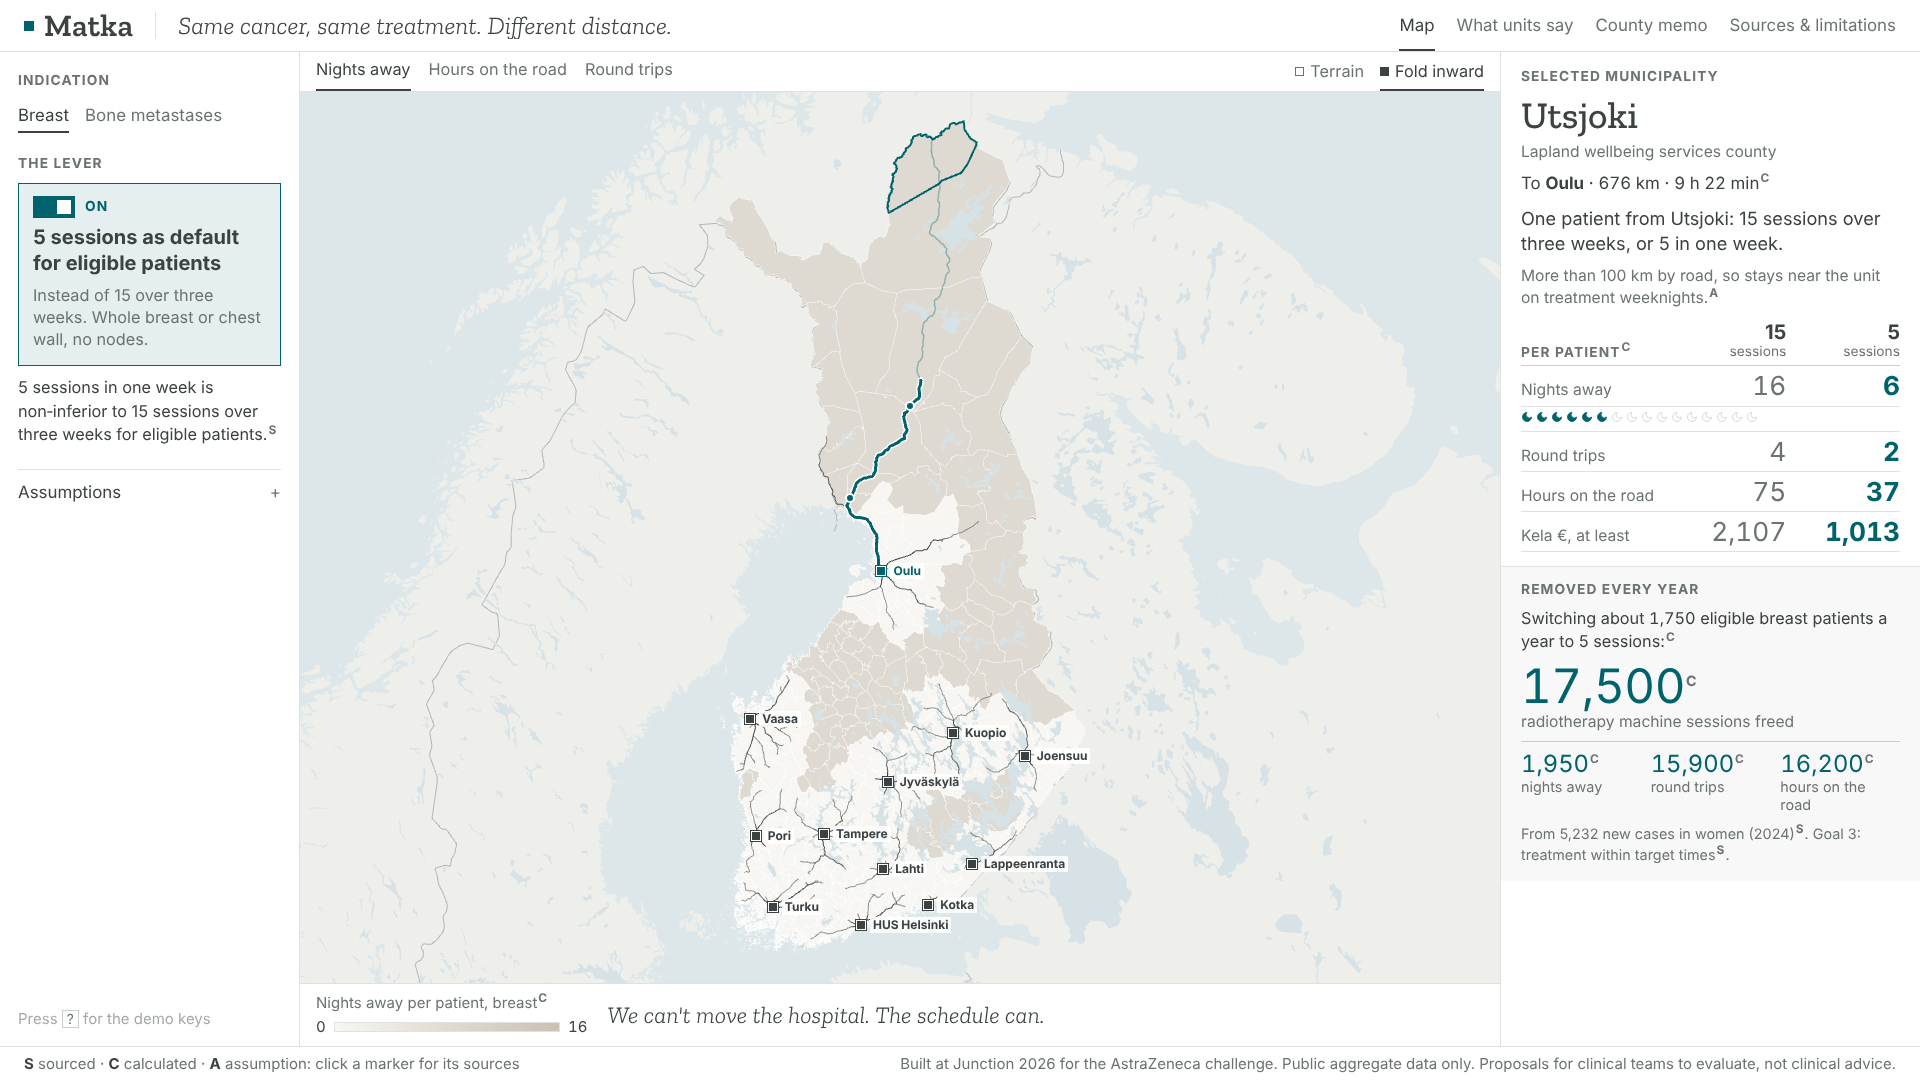 Matka
Same cancer, same treatment. Different distance.
Map
What units say
County memo
Sources & limitations
INDICATION
Breast
Bone metastases
THE LEVER
ON
5 sessions as default
for eligible patients
Instead of 15 over three
weeks. Whole breast or chest
wall, no nodes.
5 sessions in one week is
non-inferior to 15 sessions over
three weeks for eligible patients.S
Assumptions +
Press ? for the demo keys
Nights away
Hours on the road
Round trips
Terrain
Fold inward
Oulu
Vaasa
Kuopio
Joensuu
Jyväskylä
Pori
Tampere
Lahti
Lappeenranta
Turku
Kotka
HUS Helsinki
Nights away per patient, breastC
0 16
We can't move the hospital. The schedule can.
SELECTED MUNICIPALITY
Utsjoki
Lapland wellbeing services county
To Oulu · 676 km · 9 h 22 minC
One patient from Utsjoki: 15 sessions over
three weeks, or 5 in one week.
More than 100 km by road, so stays near the unit
on treatment weeknights.A
15 5
PER PATIENTC sessions sessions
Nights away 16 6
Round trips 4 2
Hours on the road 75 37
Kela €, at least 2,107 1,013
REMOVED EVERY YEAR
Switching about 1,750 eligible breast patients a
year to 5 sessions:C
17,500C
radiotherapy machine sessions freed
1,950C 15,900C 16,200C
nights away round trips hours on the
road
From 5,232 new cases in women (2024)S. Goal 3:
treatment within target timesS.
S sourced · C calculated · A assumption: click a marker for its sources
Built at Junction 2026 for the AstraZeneca challenge. Public aggregate data only. Proposals for clinical teams to evaluate, not clinical advice.